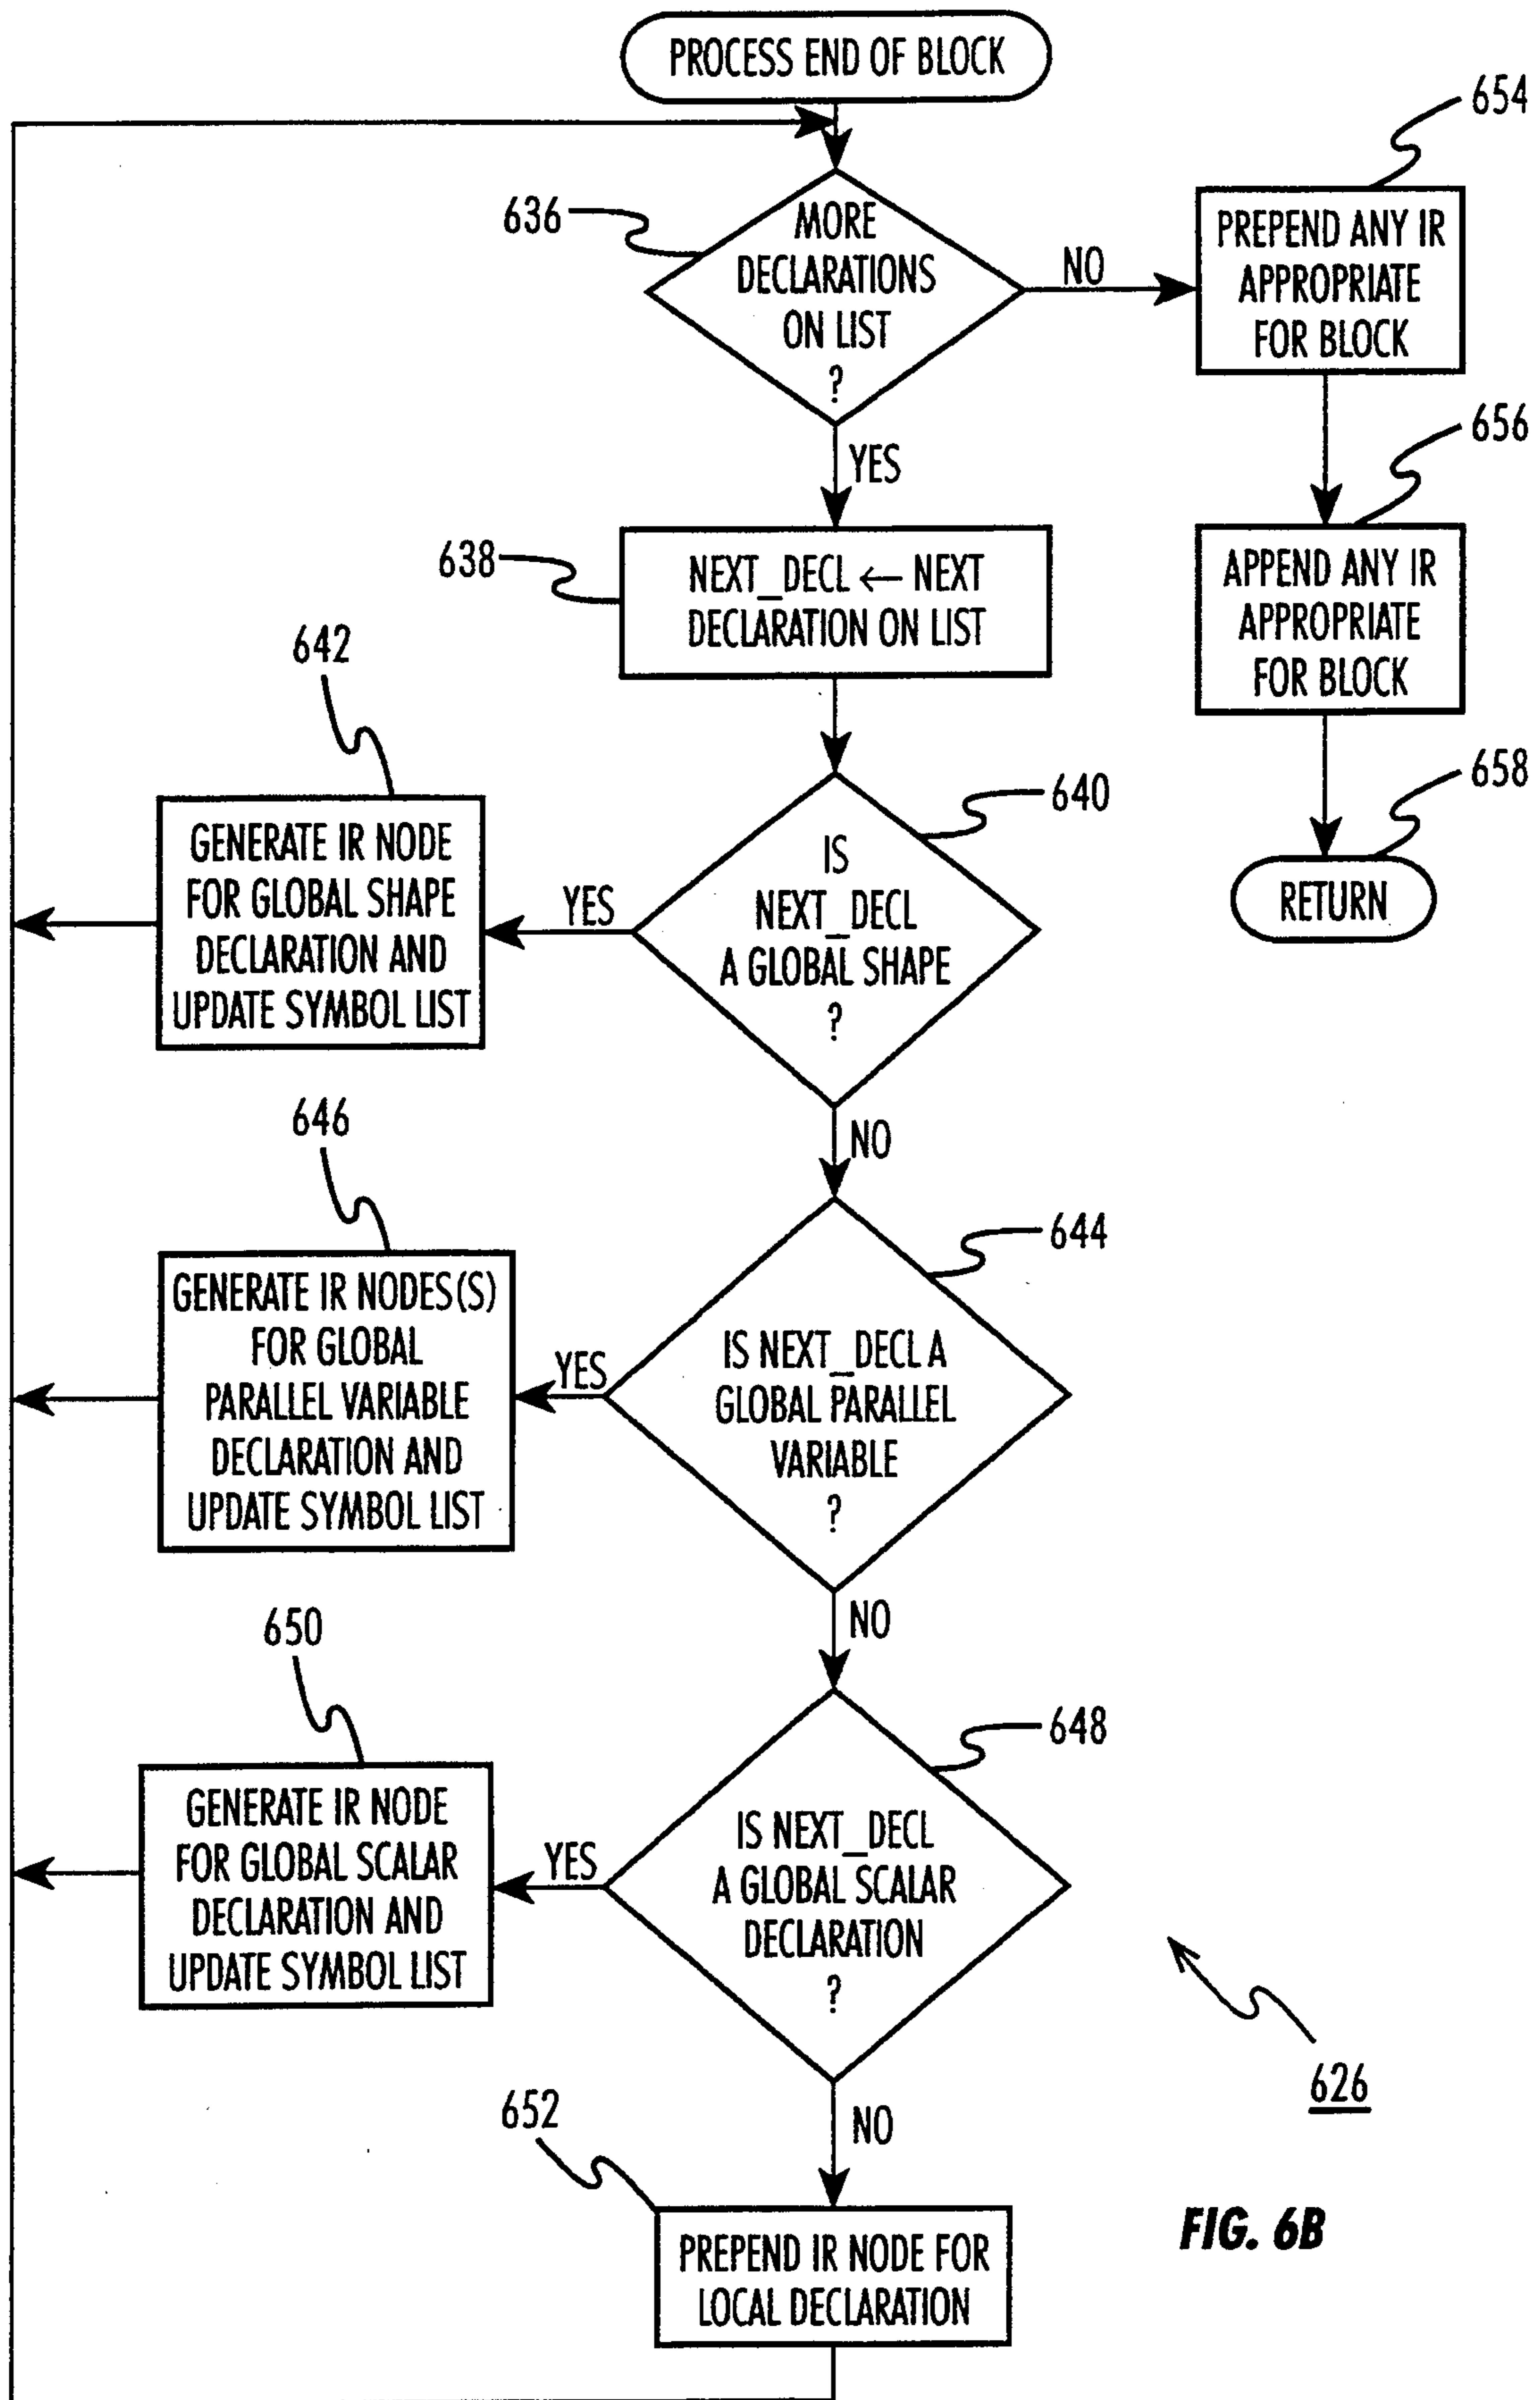 PROCESS END OF BLOCK
654
636
MORE
DECLARATIONS
ON LIST
?
NO
PREPEND ANY IR
APPROPRIATE
FOR BLOCK
YES
656
638
NEXT_DECL ← NEXT
DECLARATION ON LIST
APPEND ANY IR
APPROPRIATE
FOR BLOCK
642
658
RETURN
640
IS
NEXT_DECL
A GLOBAL SHAPE
?
YES
GENERATE IR NODE
FOR GLOBAL SHAPE
DECLARATION AND
UPDATE SYMBOL LIST
NO
646
644
IS NEXT_DECL A
GLOBAL PARALLEL
VARIABLE
?
YES
GENERATE IR NODES(S)
FOR GLOBAL
PARALLEL VARIABLE
DECLARATION AND
UPDATE SYMBOL LIST
NO
650
648
IS NEXT_DECL
A GLOBAL SCALAR
DECLARATION
?
YES
GENERATE IR NODE
FOR GLOBAL SCALAR
DECLARATION AND
UPDATE SYMBOL LIST
626
NO
652
PREPEND IR NODE FOR
LOCAL DECLARATION
FIG. 6B